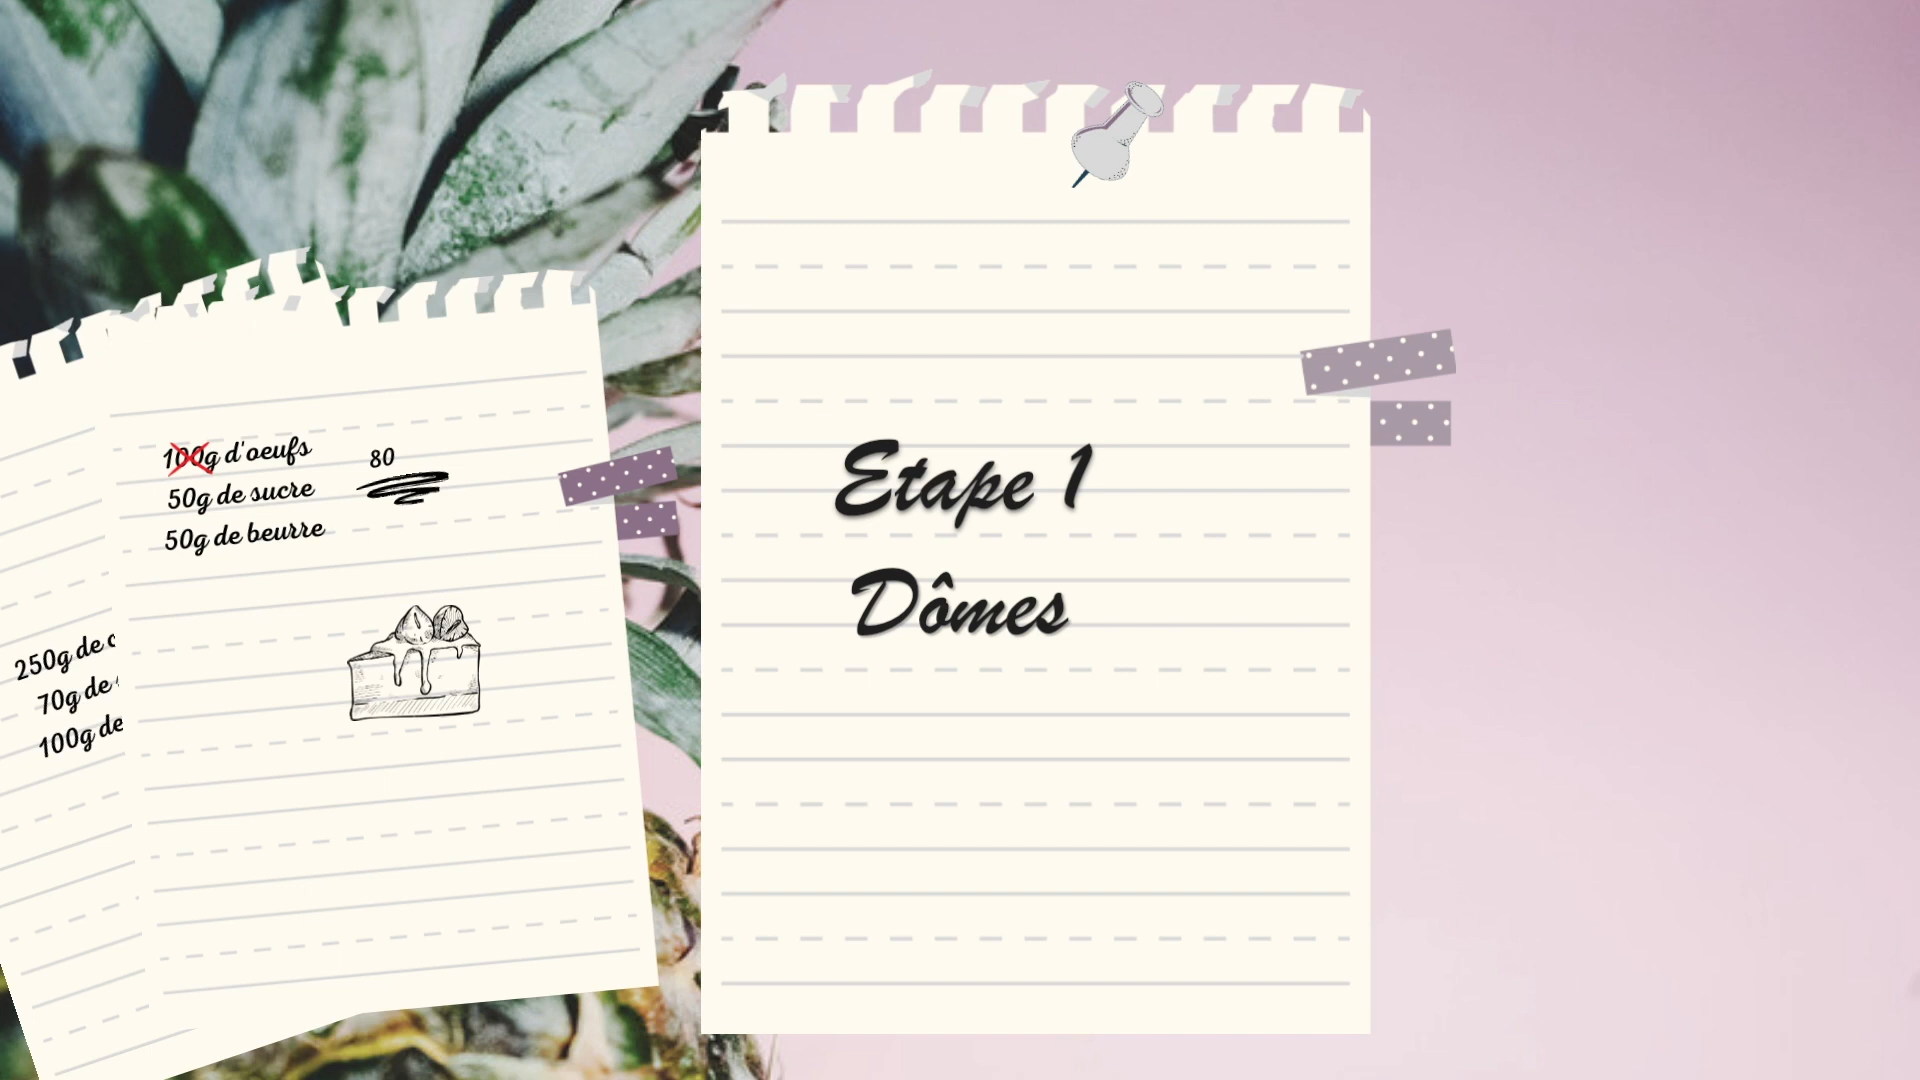 100g d'oeufs 80
50g de sucre
50g de beurre
250g de
70g de
100g de
Etape 1
Dômes